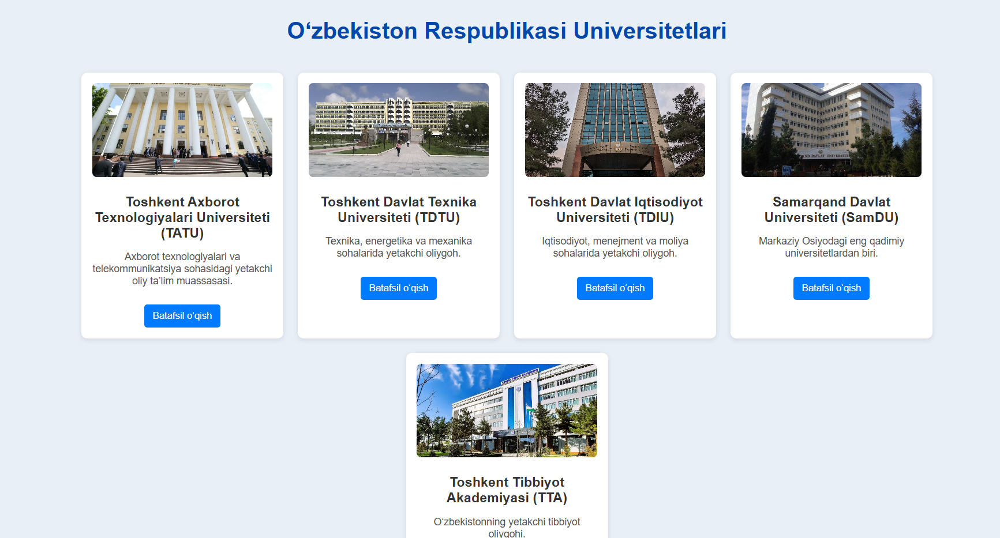 O‘zbekiston Respublikasi Universitetlari
Toshkent Axborot
Texnologiyalari Universiteti
(TATU)
Axborot texnologiyalari va
telekommunikatsiya sohasidagi yetakchi
oliy ta’lim muassasasi.
Batafsil o‘qish
Toshkent Davlat Texnika
Universiteti (TDTU)
Texnika, energetika va mexanika
sohalarida yetakchi oliygoh.
Batafsil o‘qish
Toshkent Davlat Iqtisodiyot
Universiteti (TDIU)
Iqtisodiyot, menejment va moliya
sohalarida yetakchi oliygoh.
Batafsil o‘qish
AND DAVLAT UNIVERSITE
Samarqand Davlat
Universiteti (SamDU)
Markaziy Osiyodagi eng qadimiy
universitetlardan biri.
Batafsil o‘qish
Toshkent Tibbiyot
Akademiyasi (TTA)
O‘zbekistonning yetakchi tibbiyot
oliygohi.